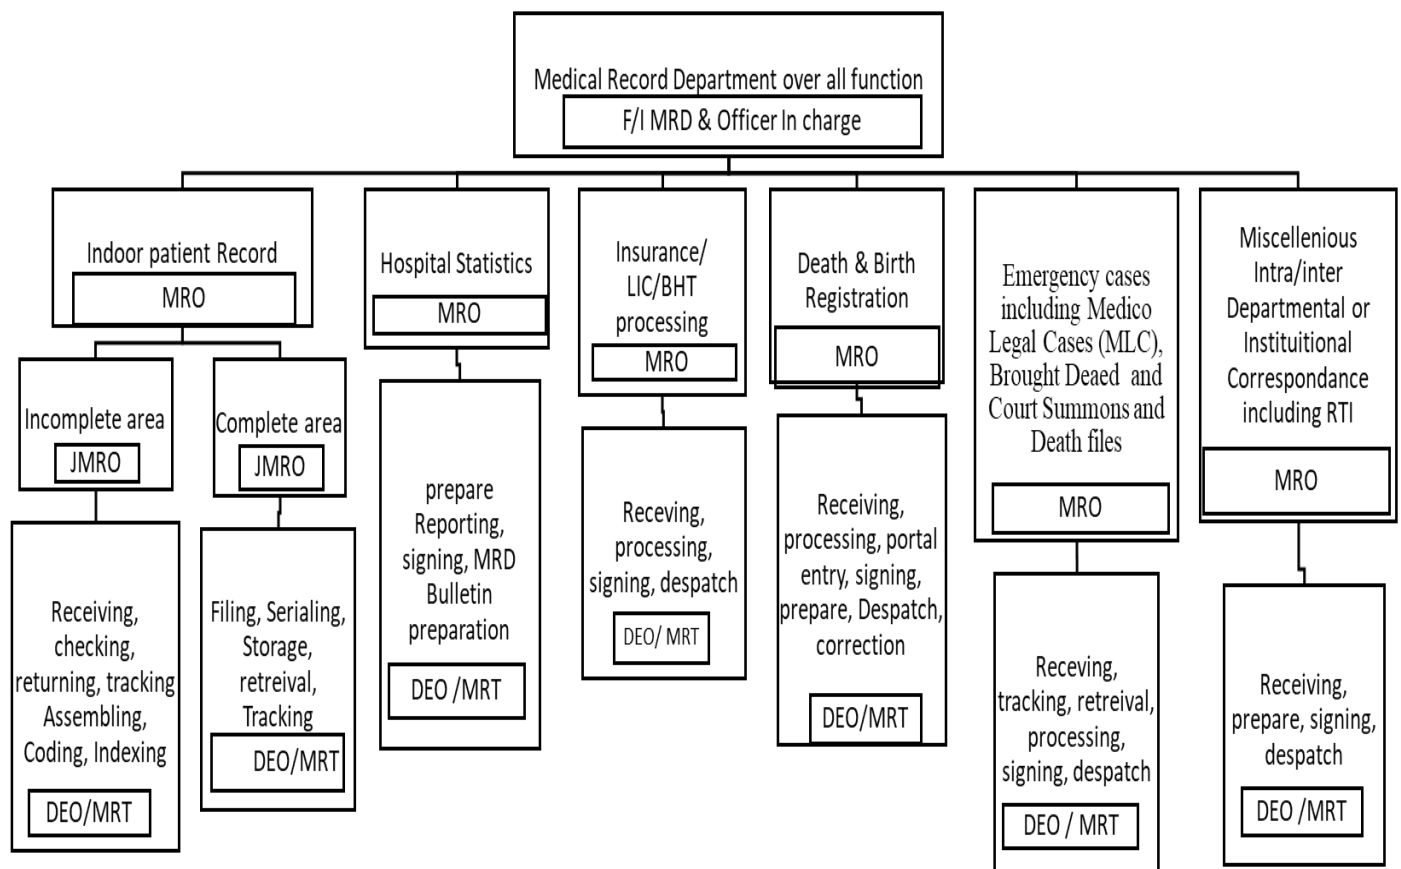 Medical Record Department over all function
F/I MRD & Officer In charge
Indoor patient Record
MRO
Incomplete area
JMRO
Receiving,
checking,
returning, tracking
Assembling,
Coding, Indexing
DEO/MRT
Complete area
JMRO
Filing, Serialing,
Storage,
retreival,
Tracking
DEO/MRT
Hospital Statistics
MRO
prepare
Reporting,
signing, MRD
Bulletin
preparation
DEO /MRT
Insurance/
LIC/BHT
processing
MRO
Receving,
processing,
signing, despatch
DEO/ MRT
Death & Birth
Registration
MRO
Receiving,
processing, portal
entry, signing,
prepare, Despatch,
correction
DEO/MRT
Emergency cases
including Medico
Legal Cases (MLC),
Brought Deaed and
Court Summons and
Death files
MRO
Receving,
tracking, retreival,
processing,
signing, despatch
DEO / MRT
Miscellenious
Intra/inter
Departmental or
Instituitional
Correspondance
including RTI
MRO
Receiving,
prepare, signing,
despatch
DEO /MRT